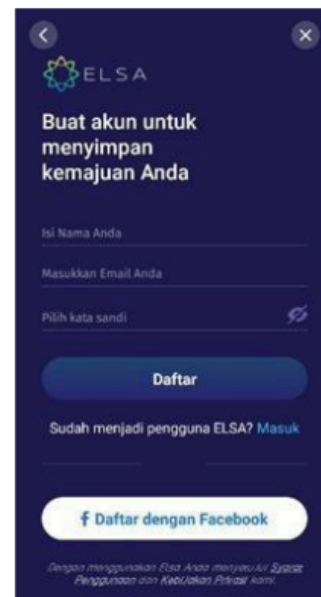 ELSA
Buat akun untuk
menyimpan
kemajuan Anda
Isi Nama Anda
Masukkan Email Anda
Pilih kata sandi
Daftar
Sudah menjadi pengguna ELSA? Masuk
f Daftar dengan Facebook
Dengan menggunakan Elsa Anda menyetujui Syarat
Penggunaan dan Kebijakan Privasi kami.